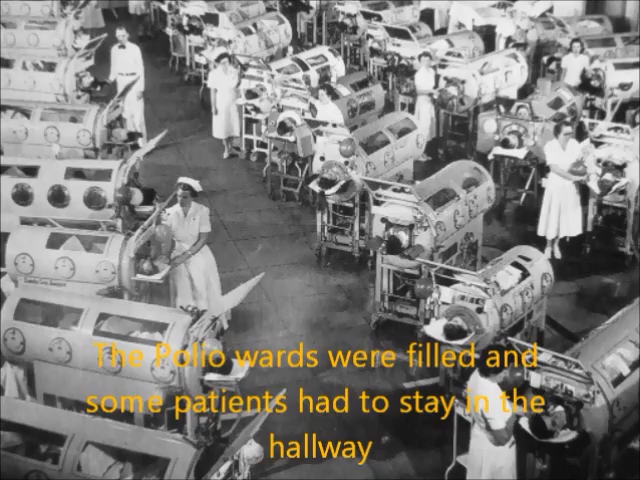 The Polio wards were filled and
some patients had to stay in the
hallway